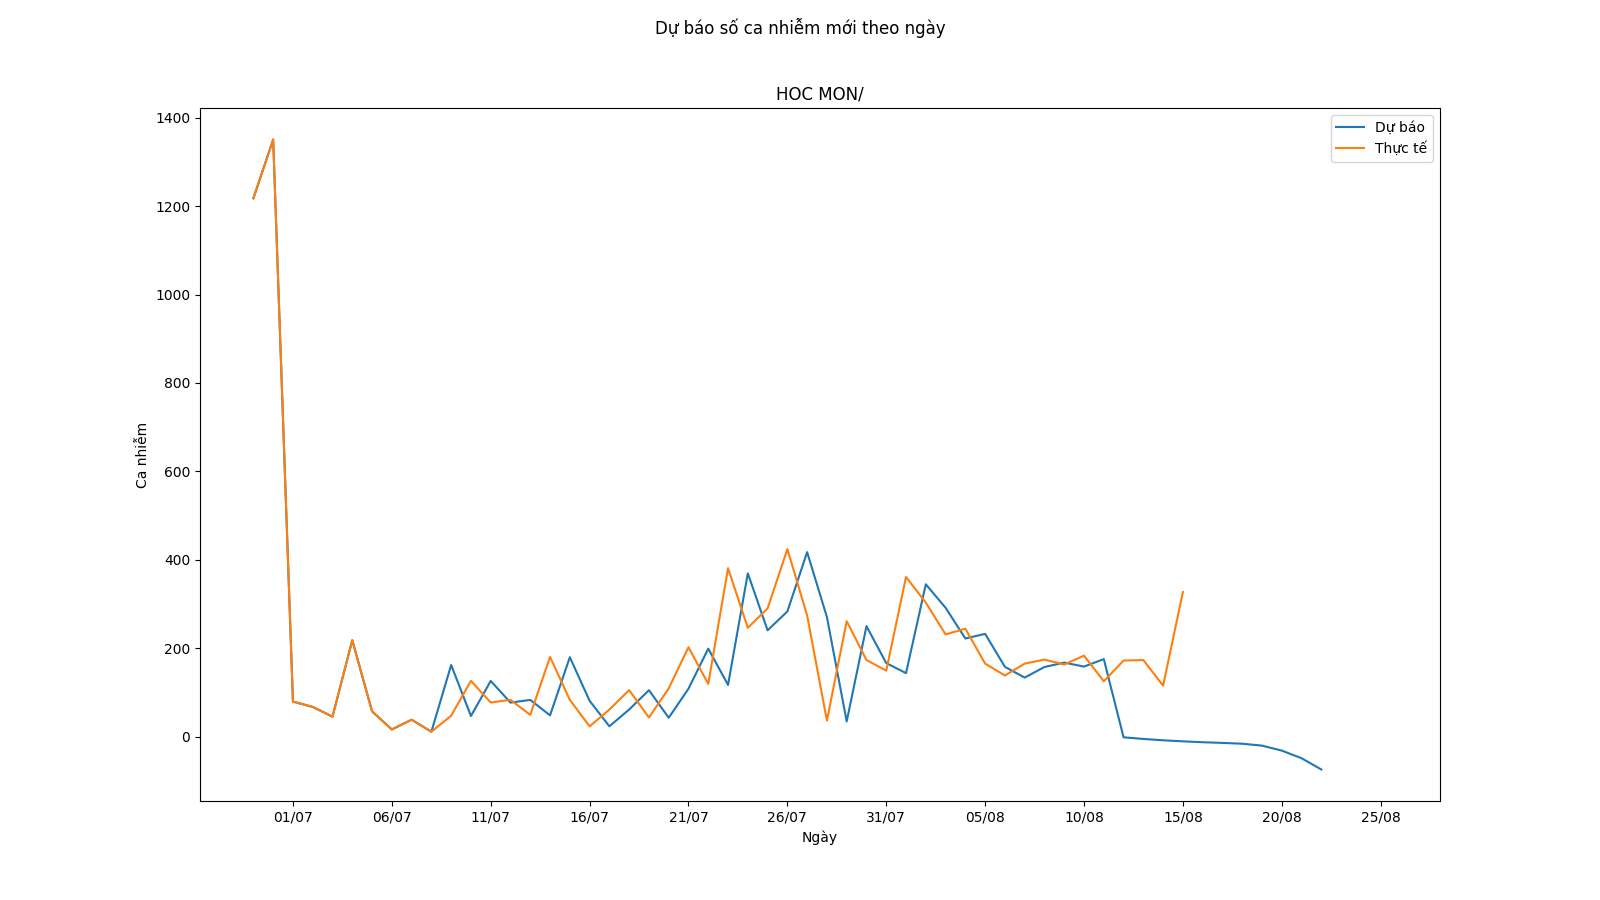 Dự báo số ca nhiễm mới theo ngày
HOC MON/
Dự báo
Thực tế
Ca nhiễm
1400
1200
1000
800
600
400
200
0
01/07 06/07 11/07 16/07 21/07 26/07 31/07 05/08 10/08 15/08 20/08 25/08
Ngày